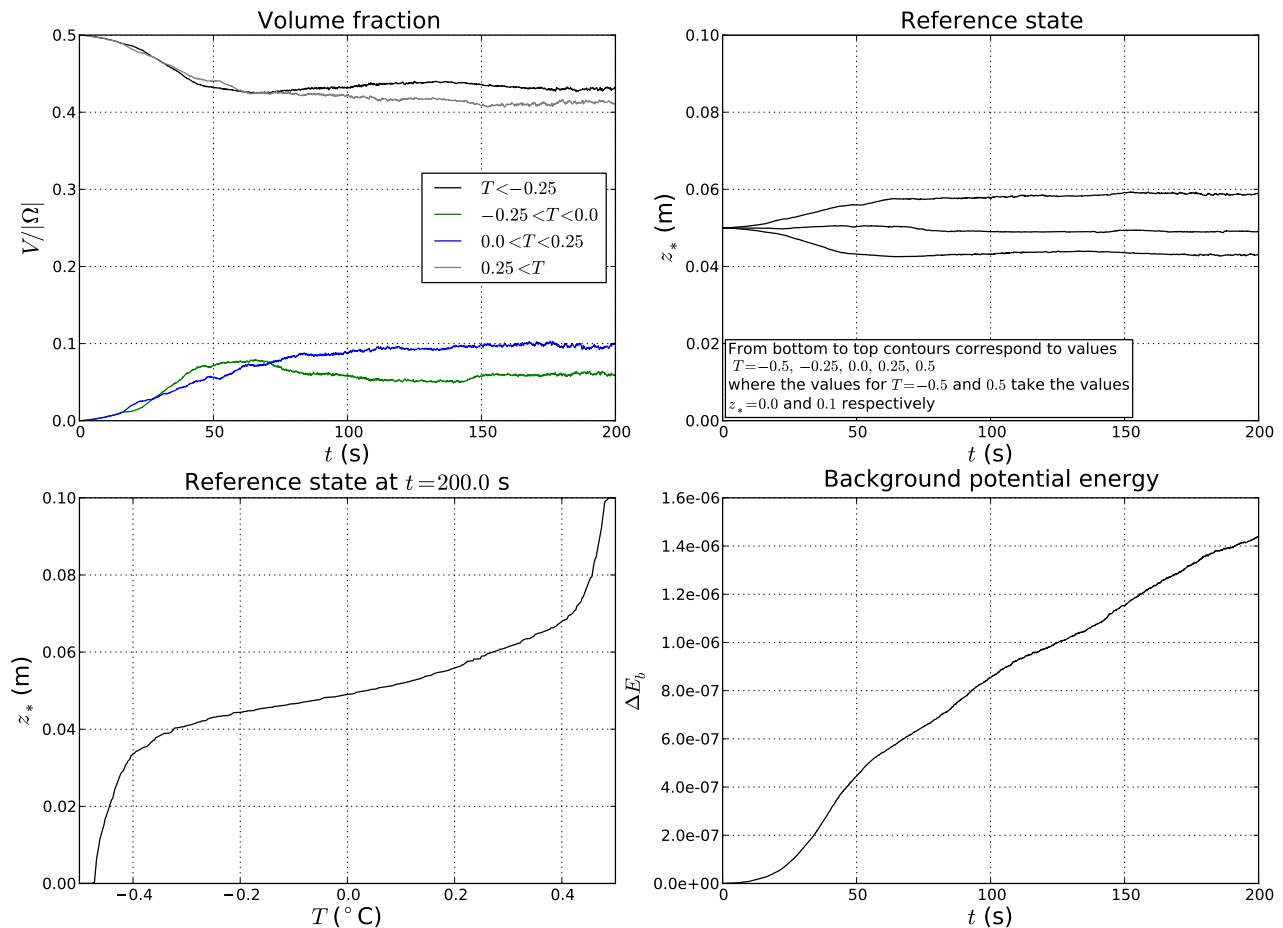 Volume fraction
0.5
0.4
0.3
0.2
0.1
0.0
V/|Ω|
T<−0.25
−0.25<T<0.0
0.0<T<0.25
0.25<T
0 50 100 150 200
t (s)
Reference state
0.10
0.08
0.06
0.04
0.02
0.00
z* (m)
From bottom to top contours correspond to values
T=−0.5, −0.25, 0.0, 0.25, 0.5
where the values for T=−0.5 and 0.5 take the values
z*=0.0 and 0.1 respectively
0 50 100 150 200
t (s)
Reference state at t=200.0 s
0.10
0.08
0.06
0.04
0.02
0.00
z* (m)
−0.4 −0.2 0.0 0.2 0.4
T (°C)
Background potential energy
1.6e-06
1.4e-06
1.2e-06
1.0e-06
8.0e-07
6.0e-07
4.0e-07
2.0e-07
0.0e+00
ΔE_b
0 50 100 150 200
t (s)